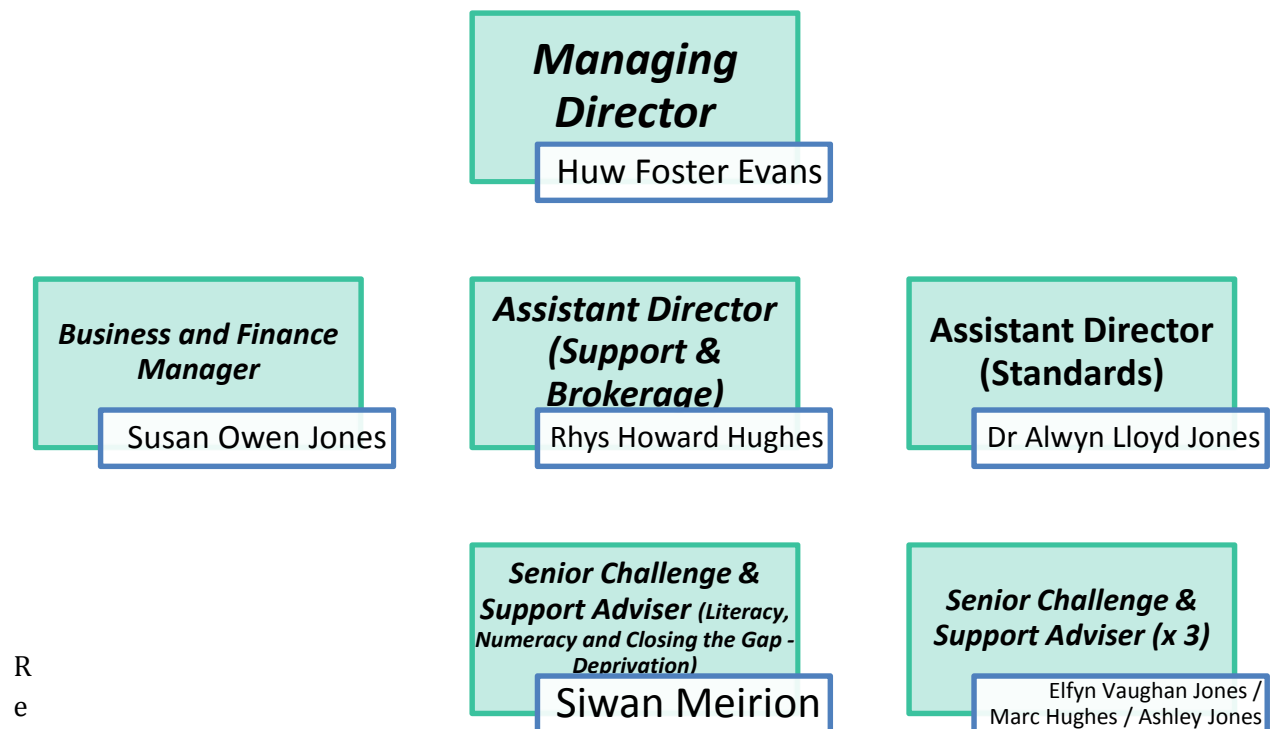 Managing
Director
Huw Foster Evans
Business and Finance
Manager
Susan Owen Jones
Assistant Director
(Support &
Brokerage)
Rhys Howard Hughes
Assistant Director
(Standards)
Dr Alwyn Lloyd Jones
Senior Challenge &
Support Adviser (Literacy,
Numeracy and Closing the Gap -
Deprivation)
Siwan Meirion
Senior Challenge &
Support Adviser (x 3)
Elfyn Vaughan Jones /
Marc Hughes / Ashley Jones
R
e